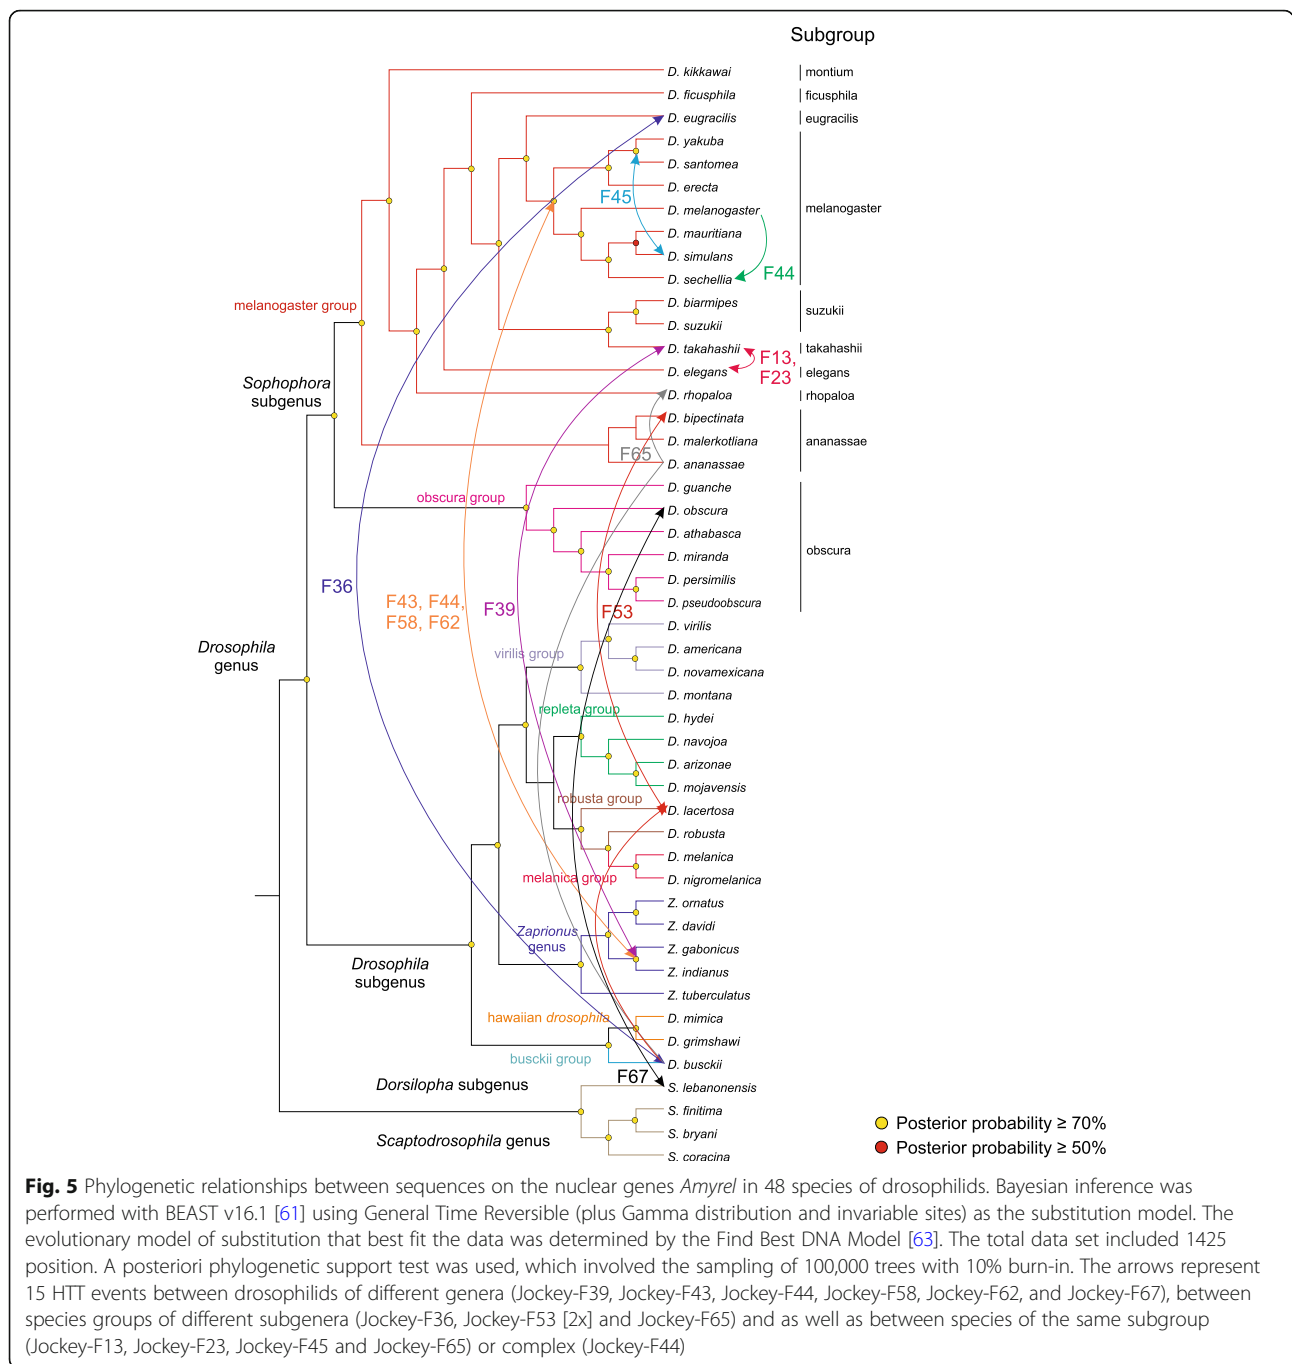 Subgroup
D. kikkawai
montium
D. ficusphila
ficusphila
D. eugracilis
eugracilis
D. yakuba
D. santomea
D. erecta
F45
D. melanogaster
melanogaster
D. mauritiana
D. simulans
D. sechellia
F44
melanogaster group
D. biarmipes
suzukii
D. suzukii
D. takahashii
takahashii
F13,
F23
D. elegans
elegans
Sophophora
subgenus
D. rhopaloa
rhopaloa
D. bipectinata
D. malerkotliana
ananassae
F65
D. ananassae
D. guanche
obscura group
D. obscura
D. athabasca
obscura
D. miranda
D. persimilis
F36
F43, F44,
F58, F62
F39
F53
D. pseudoobscura
D. virilis
Drosophila
genus
virilis group
D. americana
D. novamexicana
D. montana
repleta group
D. hydei
D. navojoa
D. arizonae
D. mojavensis
robusta group
D. lacertosa
D. robusta
D. melanica
melanica group
D. nigromelanica
Z. ornatus
Z. davidi
Zaprionus
genus
Z. gabonicus
Drosophila
subgenus
Z. indianus
Z. tuberculatus
hawaiian drosophila
D. mimica
D. grimshawi
busckii group
D. busckii
F67
Dorsilopha subgenus
S. lebanonensis
S. finitima
S. bryani
Scaptodrosophila genus
S. coracina
Posterior probability ≥ 70%
Posterior probability ≥ 50%
Fig. 5 Phylogenetic relationships between sequences on the nuclear genes Amyrel in 48 species of drosophilids. Bayesian inference was
performed with BEAST v16.1 [61] using General Time Reversible (plus Gamma distribution and invariable sites) as the substitution model. The
evolutionary model of substitution that best fit the data was determined by the Find Best DNA Model [63]. The total data set included 1425
position. A posteriori phylogenetic support test was used, which involved the sampling of 100,000 trees with 10% burn-in. The arrows represent
15 HTT events between drosophilids of different genera (Jockey-F39, Jockey-F43, Jockey-F44, Jockey-F58, Jockey-F62, and Jockey-F67), between
species groups of different subgenera (Jockey-F36, Jockey-F53 [2x] and Jockey-F65) and as well as between species of the same subgroup
(Jockey-F13, Jockey-F23, Jockey-F45 and Jockey-F65) or complex (Jockey-F44)